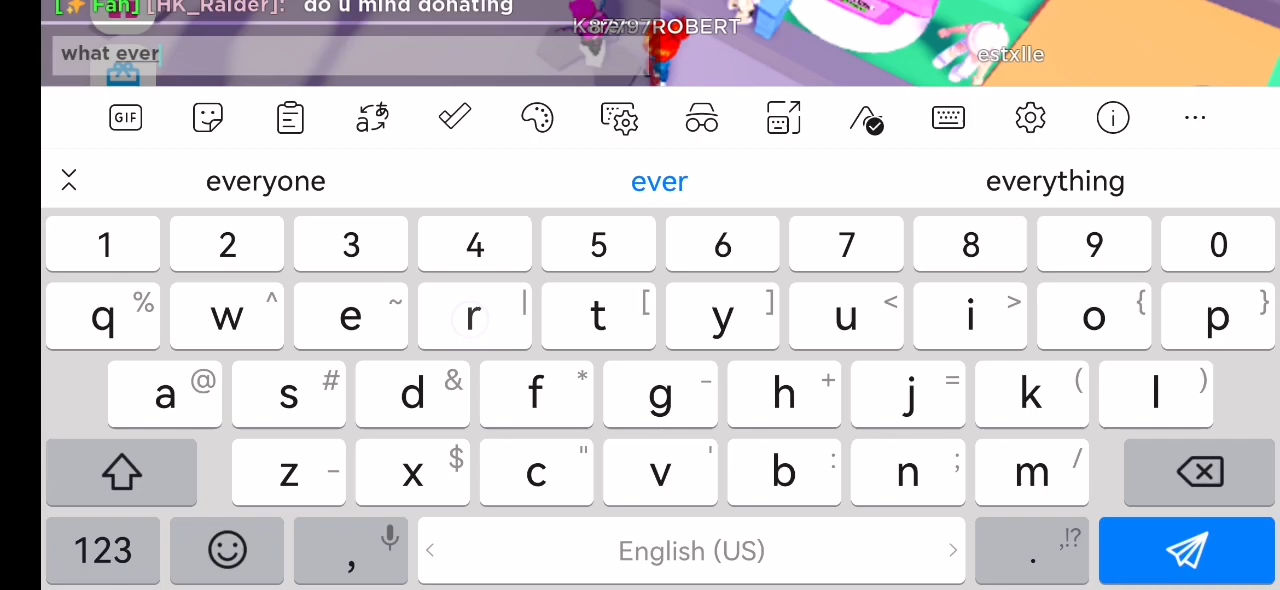 [✨ Fan] [HK_Raider]: do u mind donating
K87797ROBERT
what ever
estxlle
GIF
everyone ever everything
1 2 3 4 5 6 7 8 9 0
q % w ^ e ~ r | t [ y ] u < i > o { p }
a @ s # d & f * g - h + j = k ( l )
z - x $ c " v ' b : n ; m /
123 , < English (US) > . ,!?